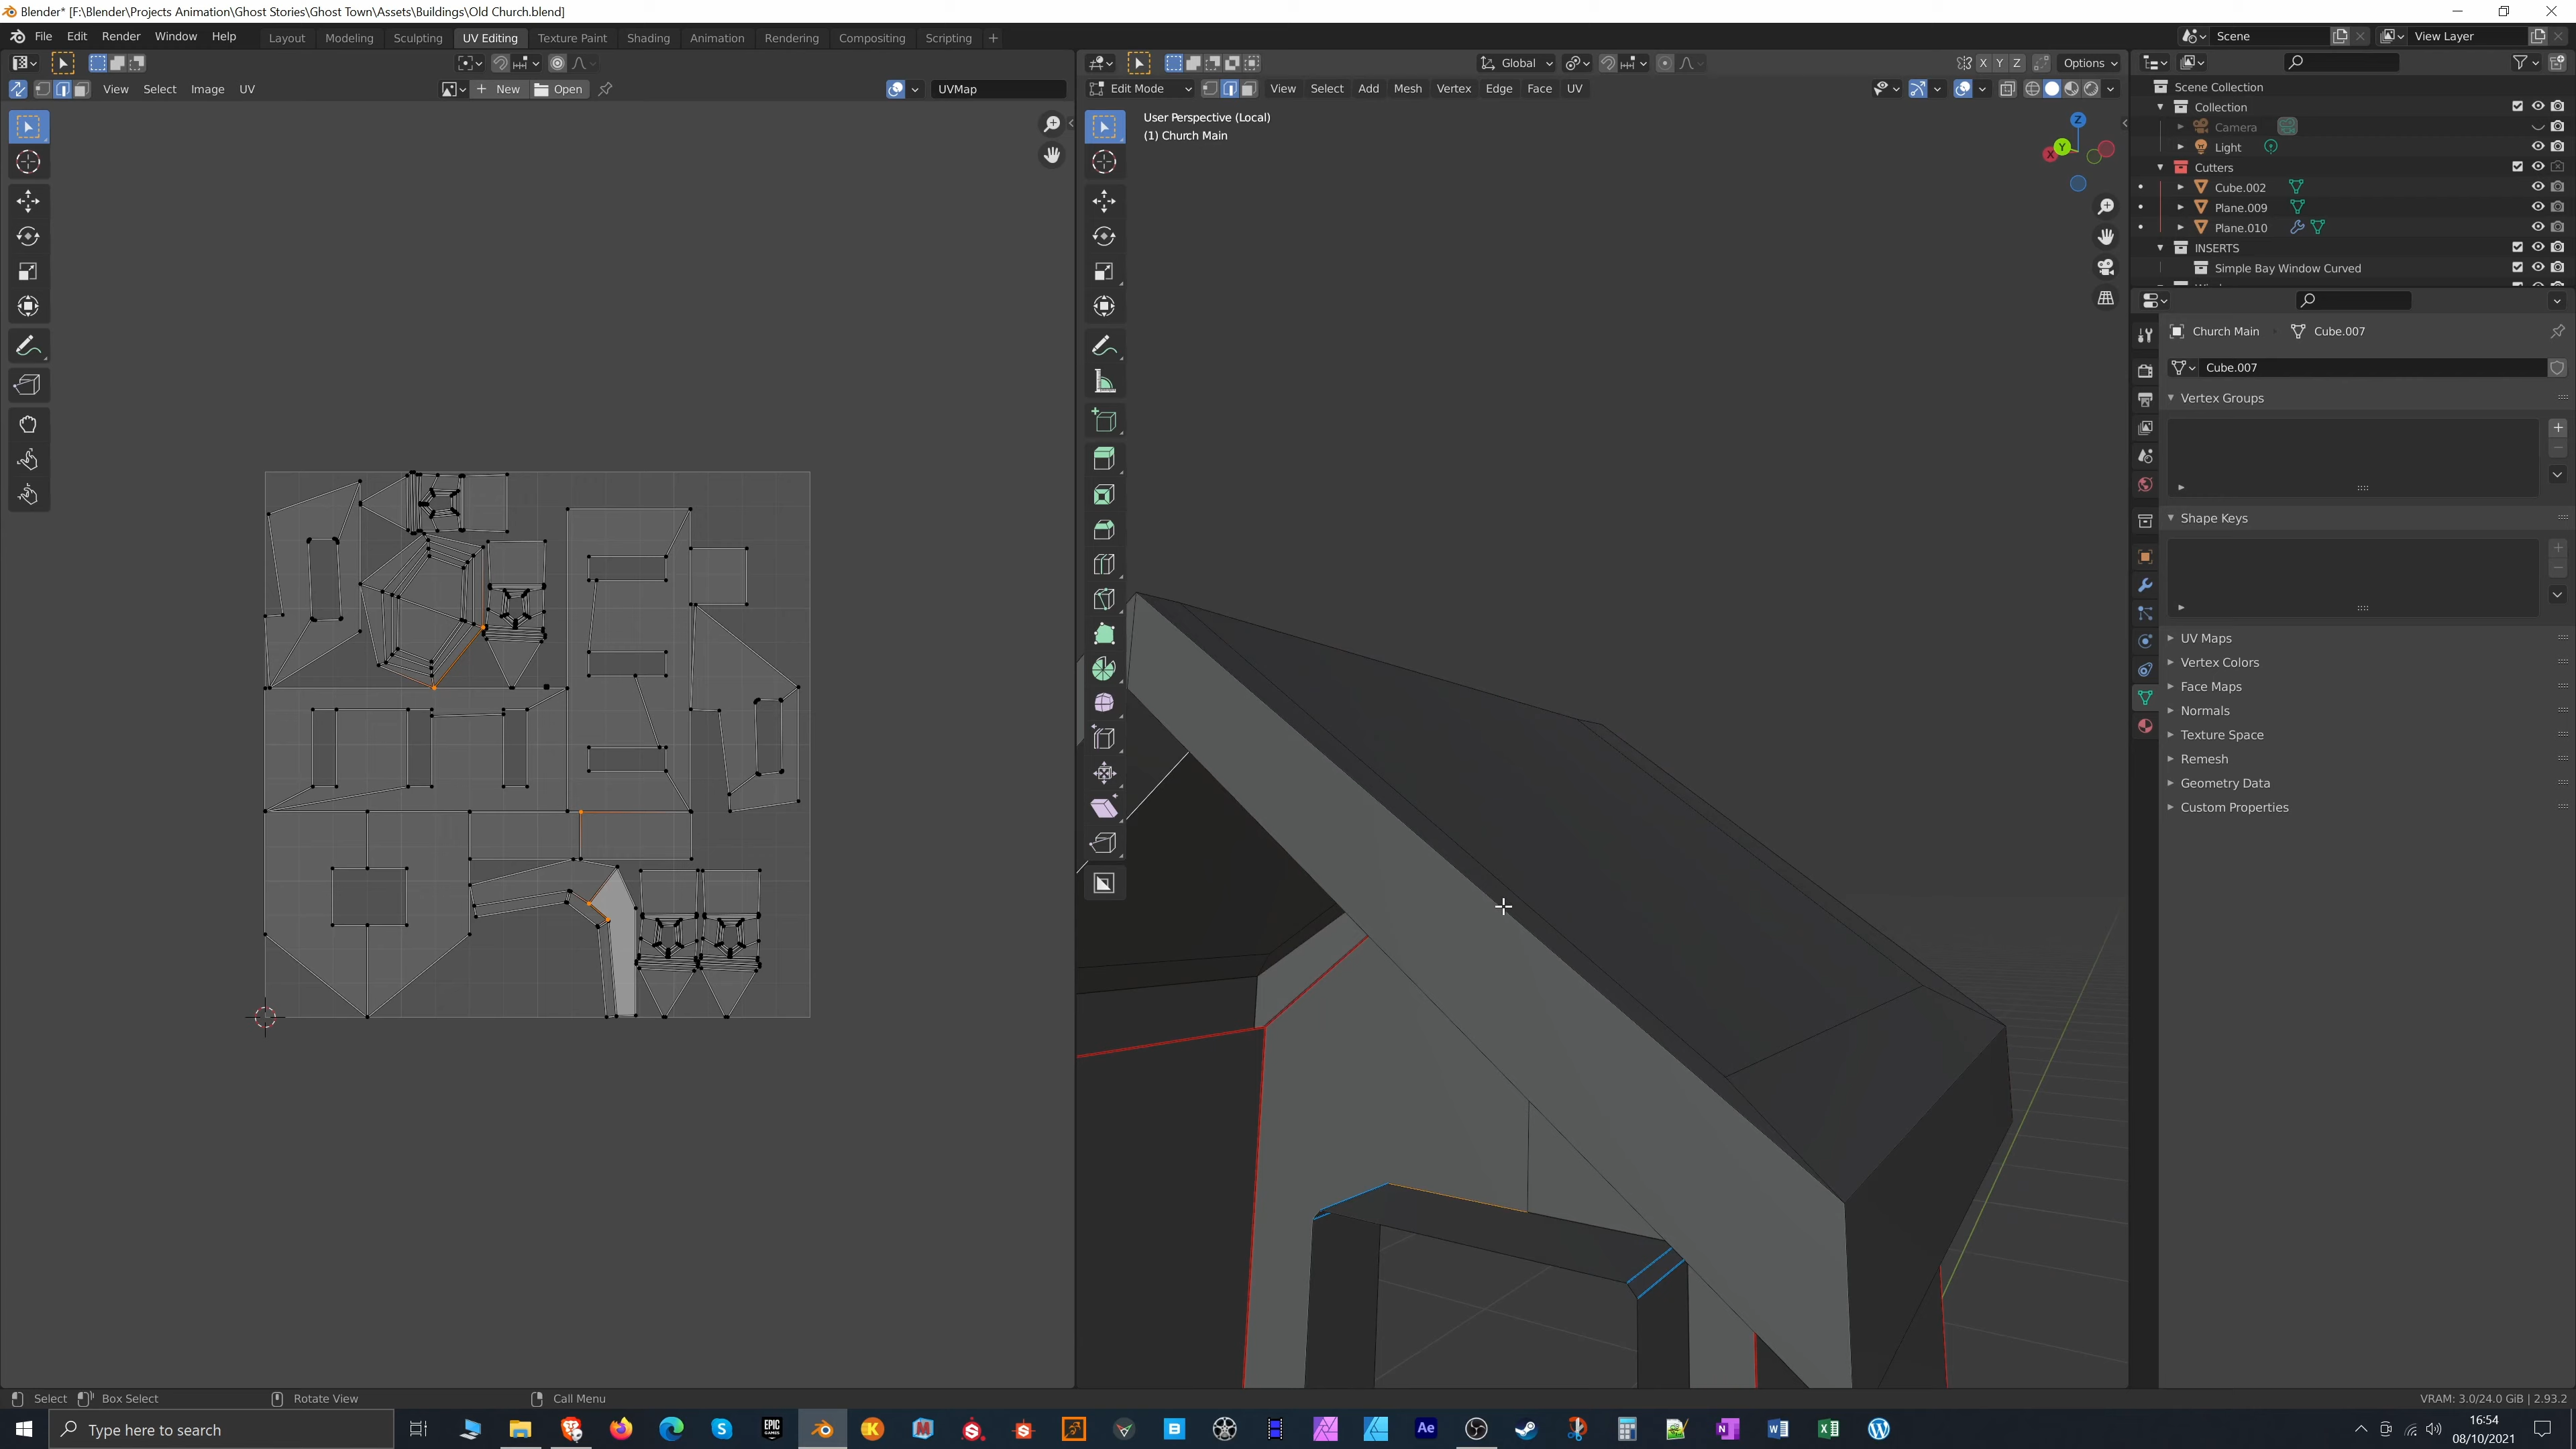 Blender* [F:\Blender\Projects Animation\Ghost Stories\Ghost Town\Assets\Buildings\Old Church.blend]
File Edit Render Window Help Layout Modeling Sculpting UV Editing Texture Paint Shading Animation Rendering Compositing Scripting + Scene View Layer
Global X Y Z Options
View Select Image UV New Open UVMap Edit Mode View Select Add Mesh Vertex Edge Face UV
User Perspective (Local)
(1) Church Main
Z
Y
X
Scene Collection
Collection
Camera
Light
Cutters
Cube.002
Plane.009
Plane.010
INSERTS
Simple Bay Window Curved
Church Main Cube.007
Cube.007
Vertex Groups
Shape Keys
UV Maps
Vertex Colors
Face Maps
Normals
Texture Space
Remesh
Geometry Data
Custom Properties
Select Box Select Rotate View Call Menu VRAM: 3.0/24.0 GiB | 2.93.2
Type here to search
EPIC GAMES
Ae
16:54
08/10/2021